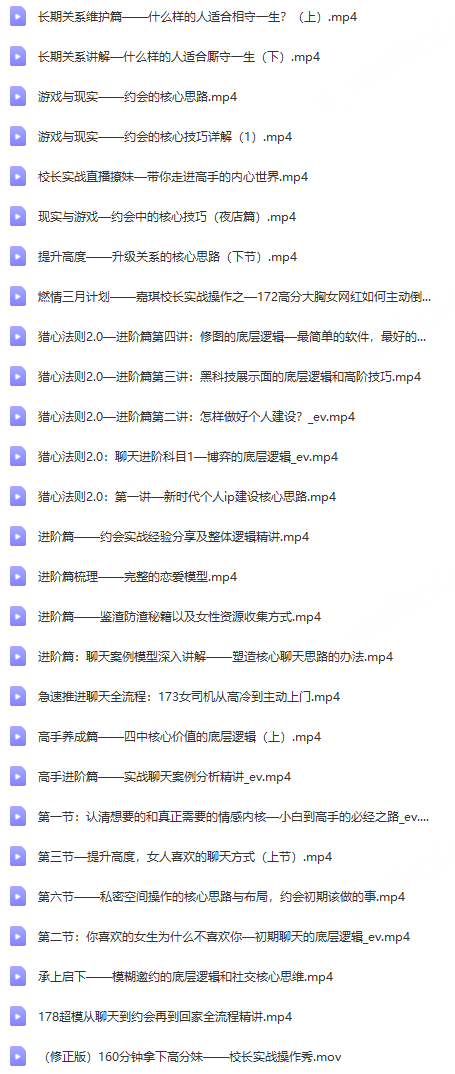 长期关系维护篇——什么样的人适合相守一生？（上）.mp4
长期关系讲解—什么样的人适合厮守一生（下）.mp4
游戏与现实——约会的核心思路.mp4
游戏与现实——约会的核心技巧详解（1）.mp4
校长实战直播撩妹—带你走进高手的内心世界.mp4
现实与游戏—约会中的核心技巧（夜店篇）.mp4
提升高度——升级关系的核心思路（下节）.mp4
燃情三月计划——嘉琪校长实战操作之—172高分大胸女网红如何主动倒...
猎心法则2.0—进阶篇第四讲：修图的底层逻辑—最简单的软件，最好的...
猎心法则2.0—进阶篇第三讲：黑科技展示面的底层逻辑和高阶技巧.mp4
猎心法则2.0—进阶篇第二讲：怎样做好个人建设？_ev.mp4
猎心法则2.0：聊天进阶科目1—博弈的底层逻辑_ev.mp4
猎心法则2.0：第一讲—新时代个人ip建设核心思路.mp4
进阶篇——约会实战经验分享及整体逻辑精讲.mp4
进阶篇梳理——完整的恋爱模型.mp4
进阶篇——鉴渣防渣秘籍以及女性资源收集方式.mp4
进阶篇：聊天案例模型深入讲解——塑造核心聊天思路的办法.mp4
急速推进聊天全流程：173女司机从高冷到主动上门.mp4
高手养成篇——四中核心价值的底层逻辑（上）.mp4
高手进阶篇——实战聊天案例分析精讲_ev.mp4
第一节：认清想要的和真正需要的情感内核—小白到高手的必经之路_ev....
第三节—提升高度，女人喜欢的聊天方式（上节）.mp4
第六节——私密空间操作的核心思路与布局，约会初期该做的事.mp4
第二节：你喜欢的女生为什么不喜欢你—初期聊天的底层逻辑_ev.mp4
承上启下——模糊邀约的底层逻辑和社交核心思维.mp4
178超模从聊天到约会再到回家全流程精讲.mp4
（修正版）160分钟拿下高分妹——校长实战操作秀.mov